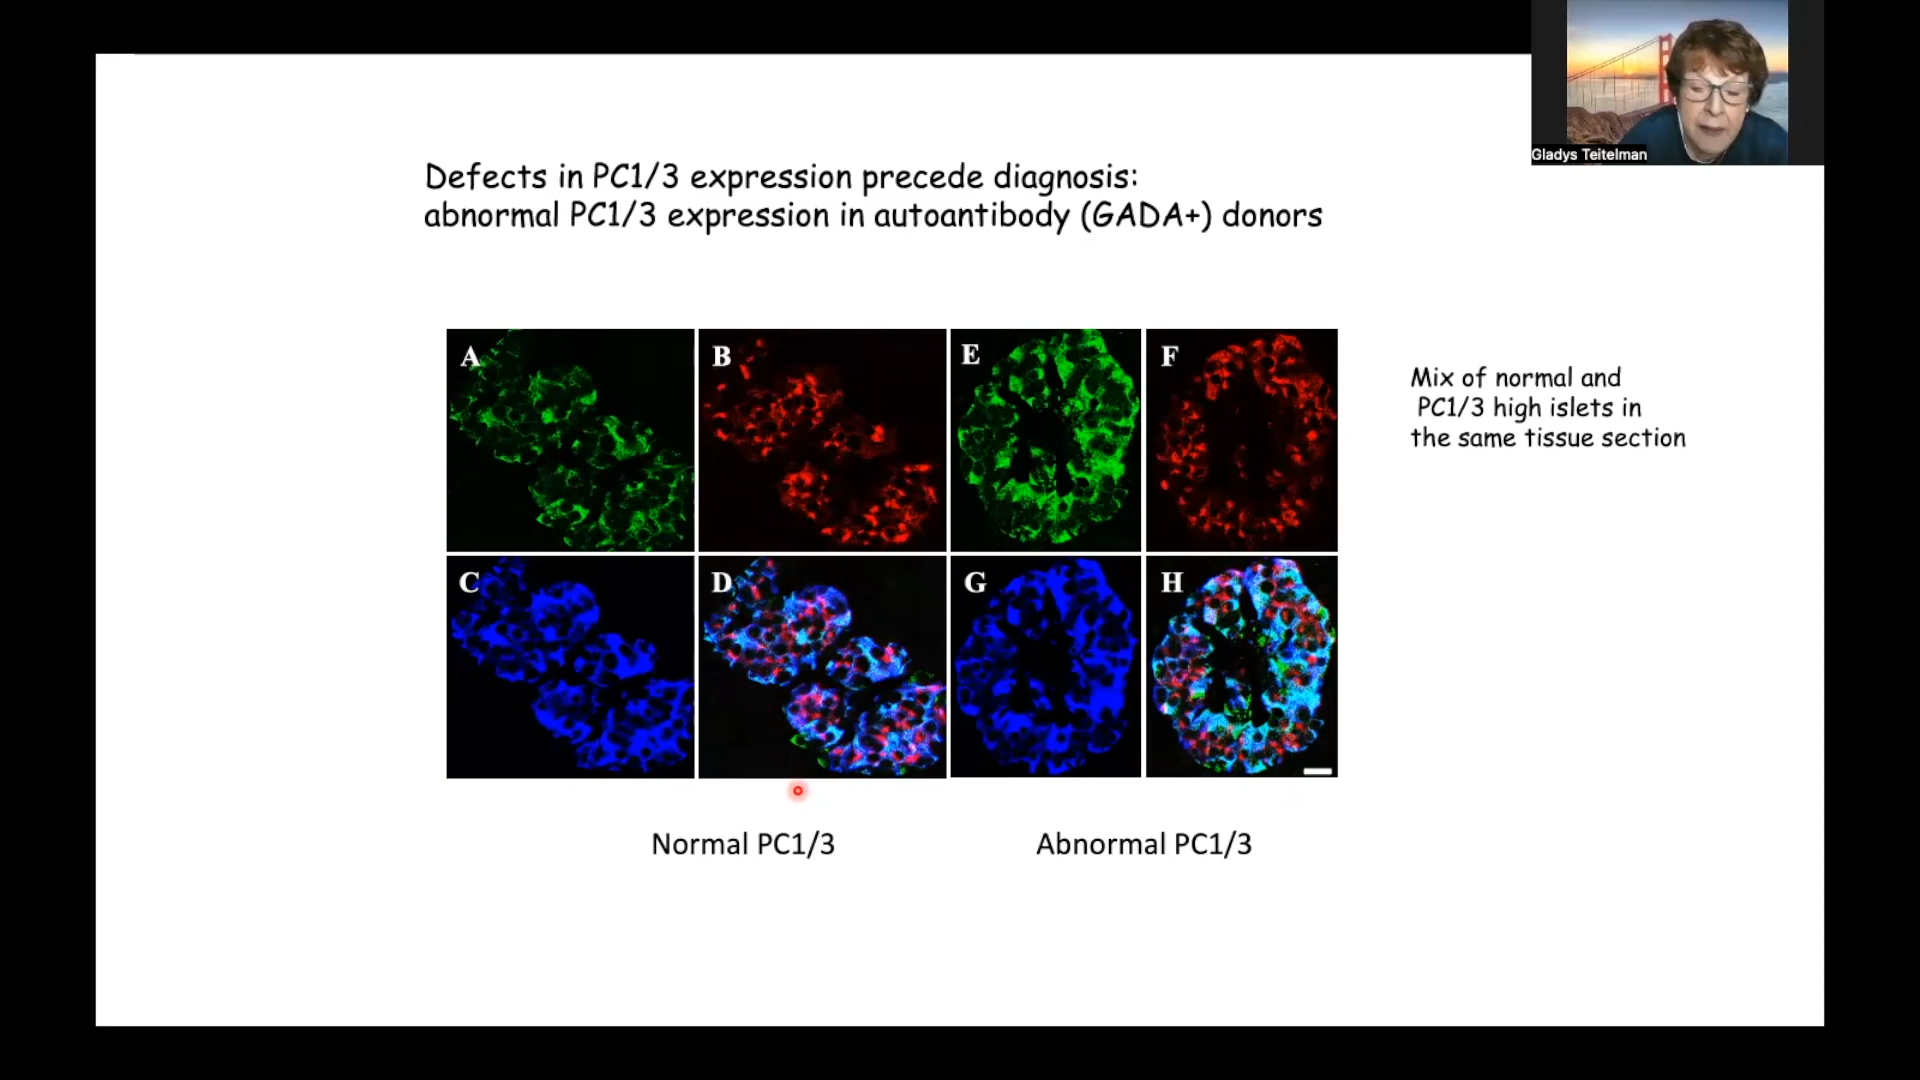 Gladys Teitelman
Defects in PC1/3 expression precede diagnosis:
abnormal PC1/3 expression in autoantibody (GADA+) donors
A
B
E
F
Mix of normal and
PC1/3 high islets in
the same tissue section
C
D
G
H
Normal PC1/3
Abnormal PC1/3